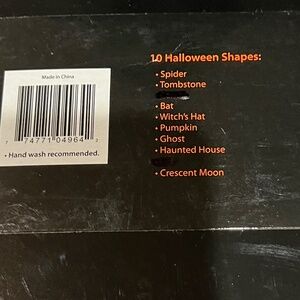 Made in China
7 74771 04964 3
• Hand wash recommended.
10 Halloween Shapes:
• Spider
• Tombstone
• Bat
• Witch's Hat
• Pumpkin
• Ghost
• Haunted House
• Crescent Moon